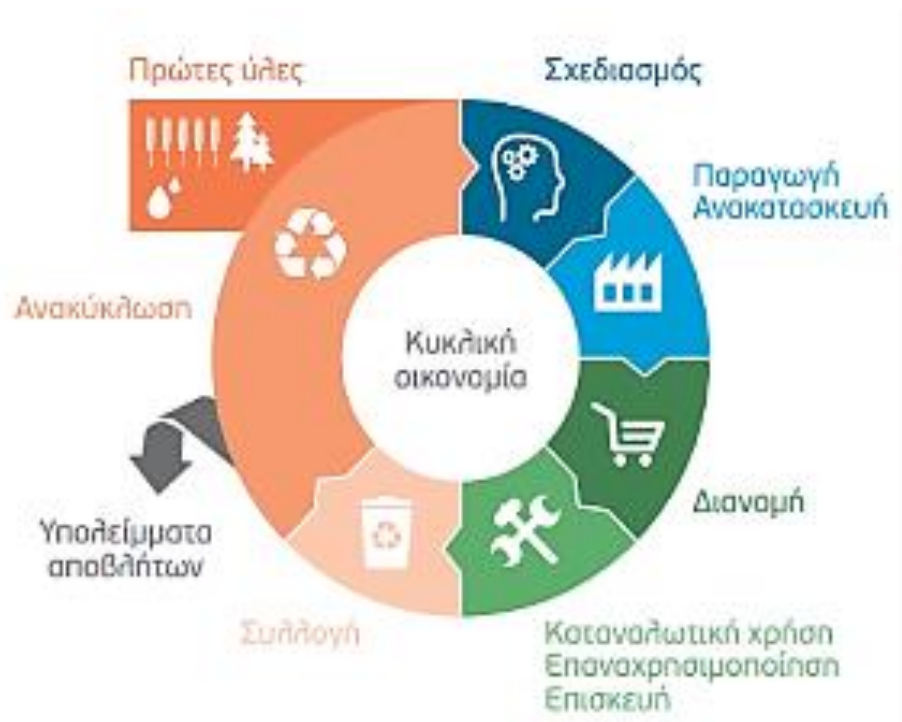 Πρώτες ύλες
Σχεδιασμός
Παραγωγή
Ανακατασκευή
Ανακύκλωση
Κυκλική
οικονομία
Διανομή
Υπολείμματα
αποβλήτων
Συλλογή
Καταναλωτική χρήση
Επαναχρησιμοποίηση
Επισκευή